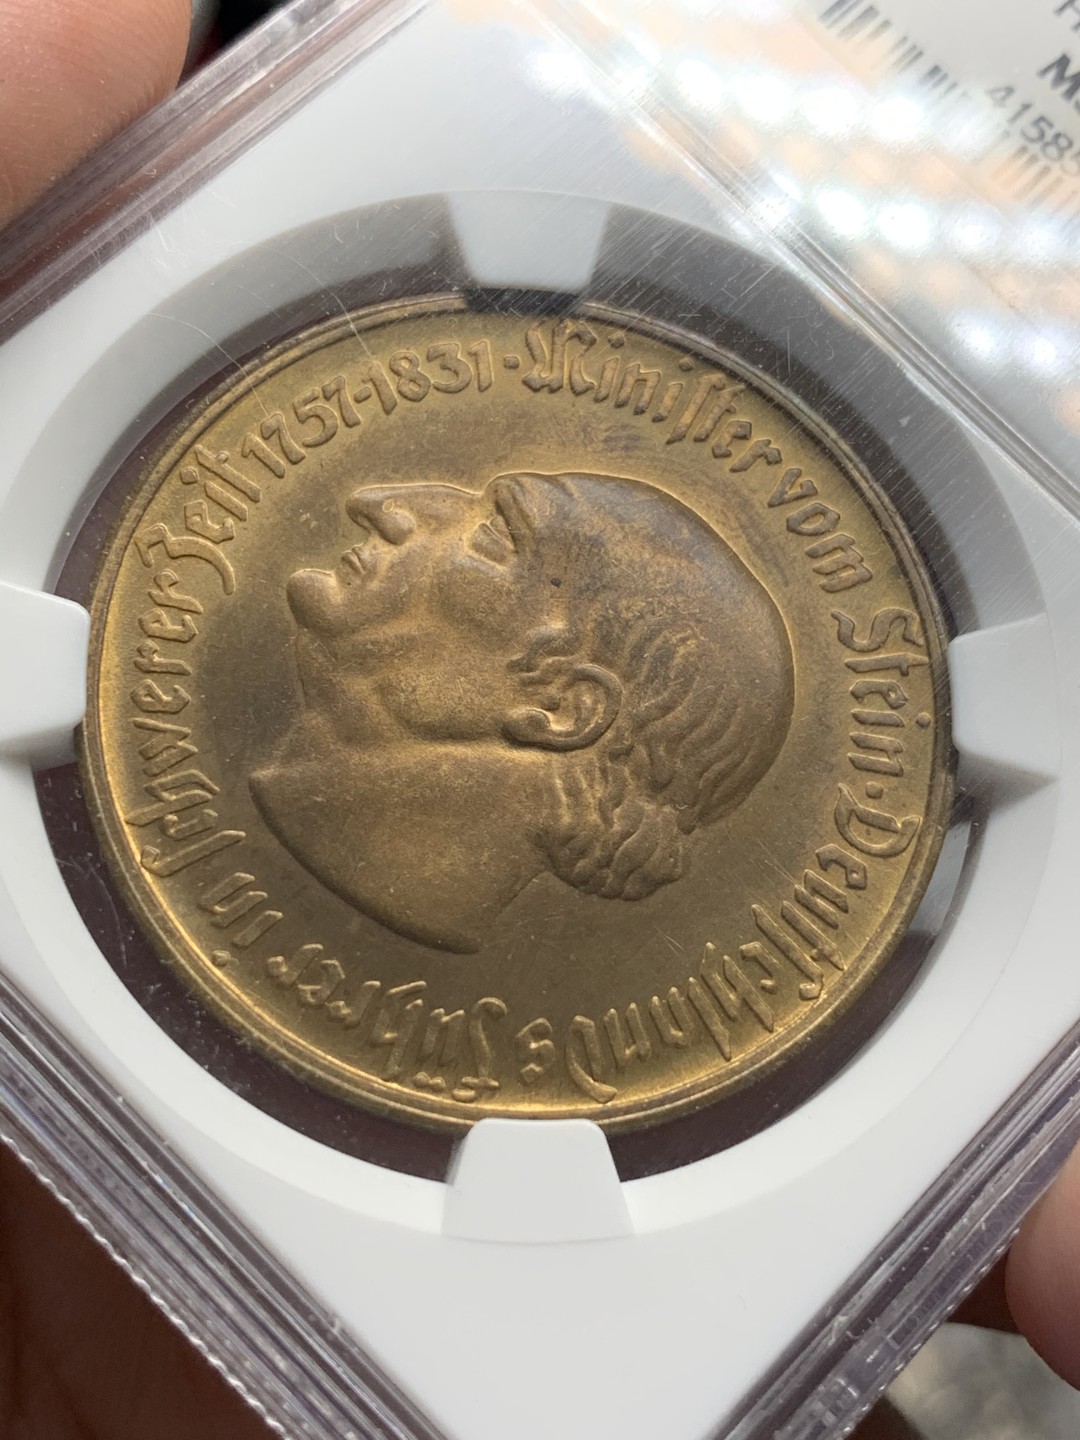 Minister vom Stein · Deutschlands Führer in schwerer Zeit 1757-1831 ·